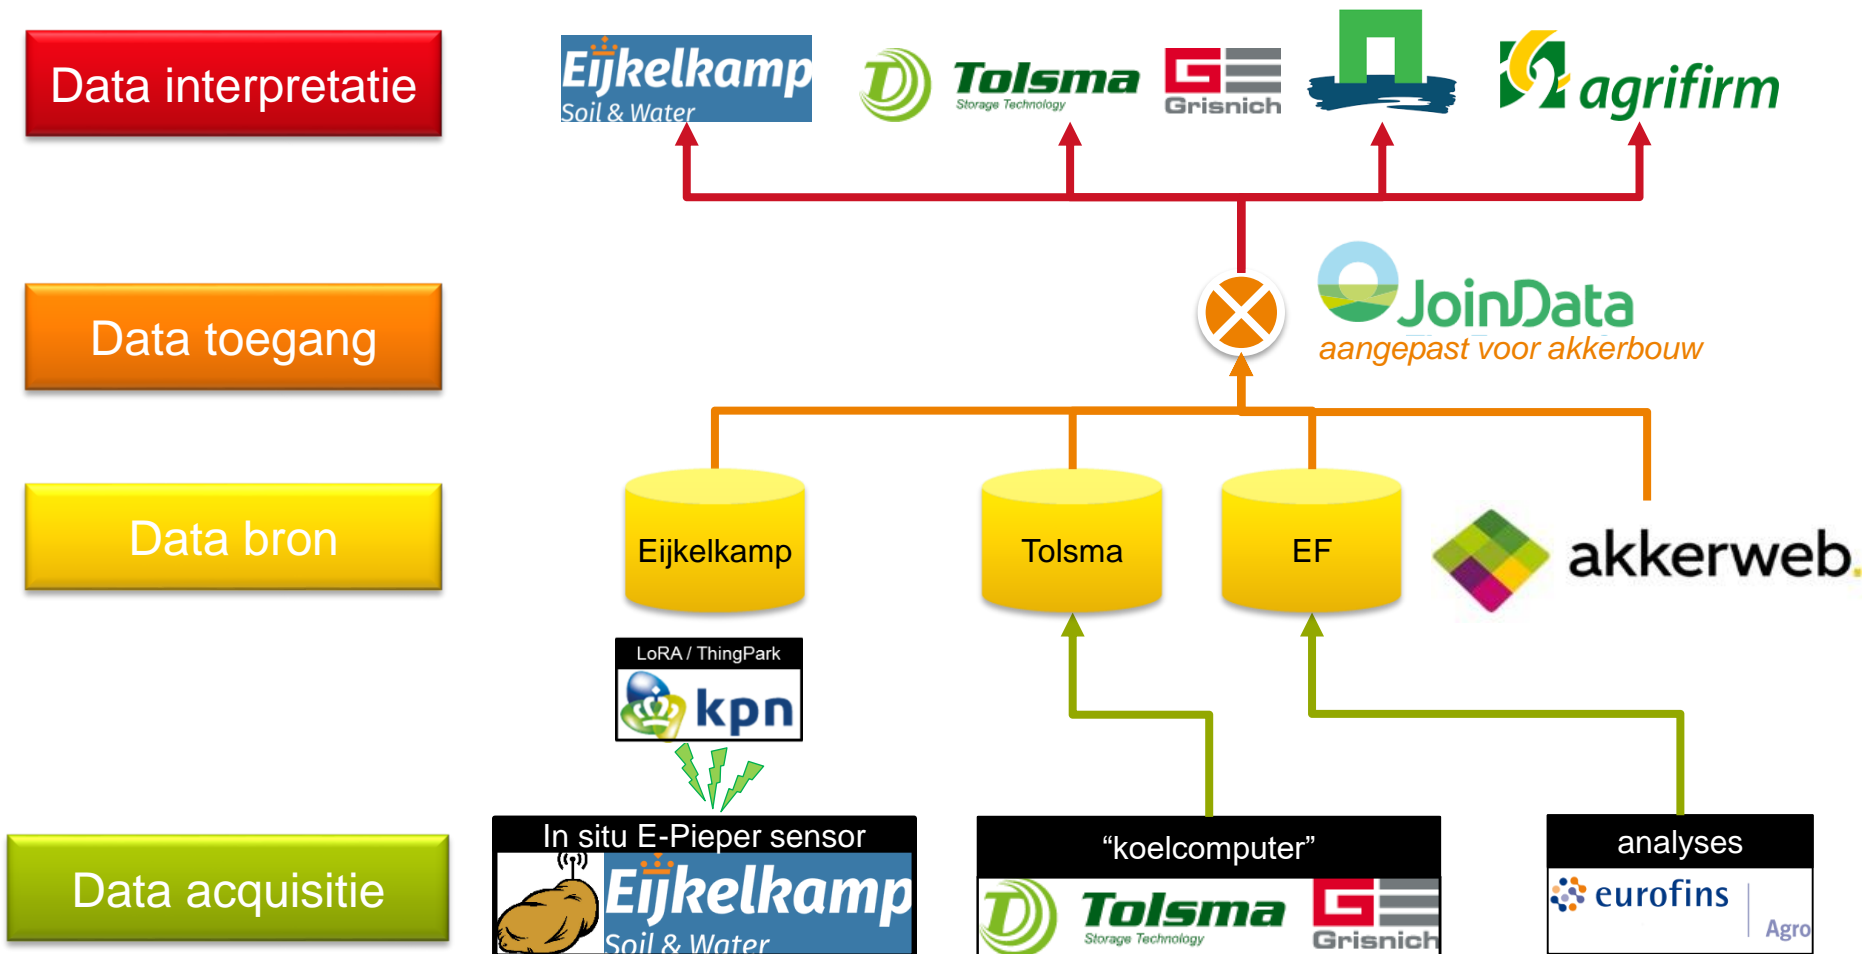 Data interpretatie
Eijkelkamp
Soil & Water
Tolsma
Storage Technology
GE
Grisnich
agrifirm
Data toegang
JoinData
aangepast voor akkerbouw
Data bron
Eijkelkamp
Tolsma
EF
akkerweb.
LoRA / ThingPark
kpn
Data acquisitie
In situ E-Pieper sensor
Eijkelkamp
Soil & Water
"koelcomputer"
Tolsma
Storage Technology
GE
Grisnich
analyses
eurofins
Agro